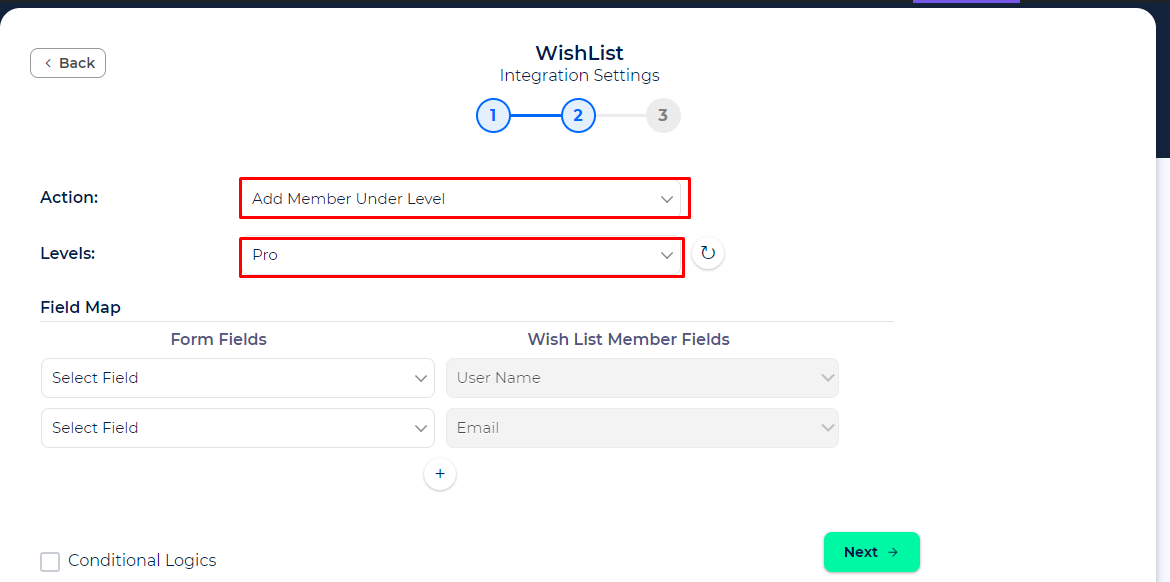 Back
WishList
Integration Settings
1 2 3
Action: Add Member Under Level
Levels: Pro
Field Map
Form Fields Wish List Member Fields
Select Field User Name
Select Field Email
+
Conditional Logics
Next